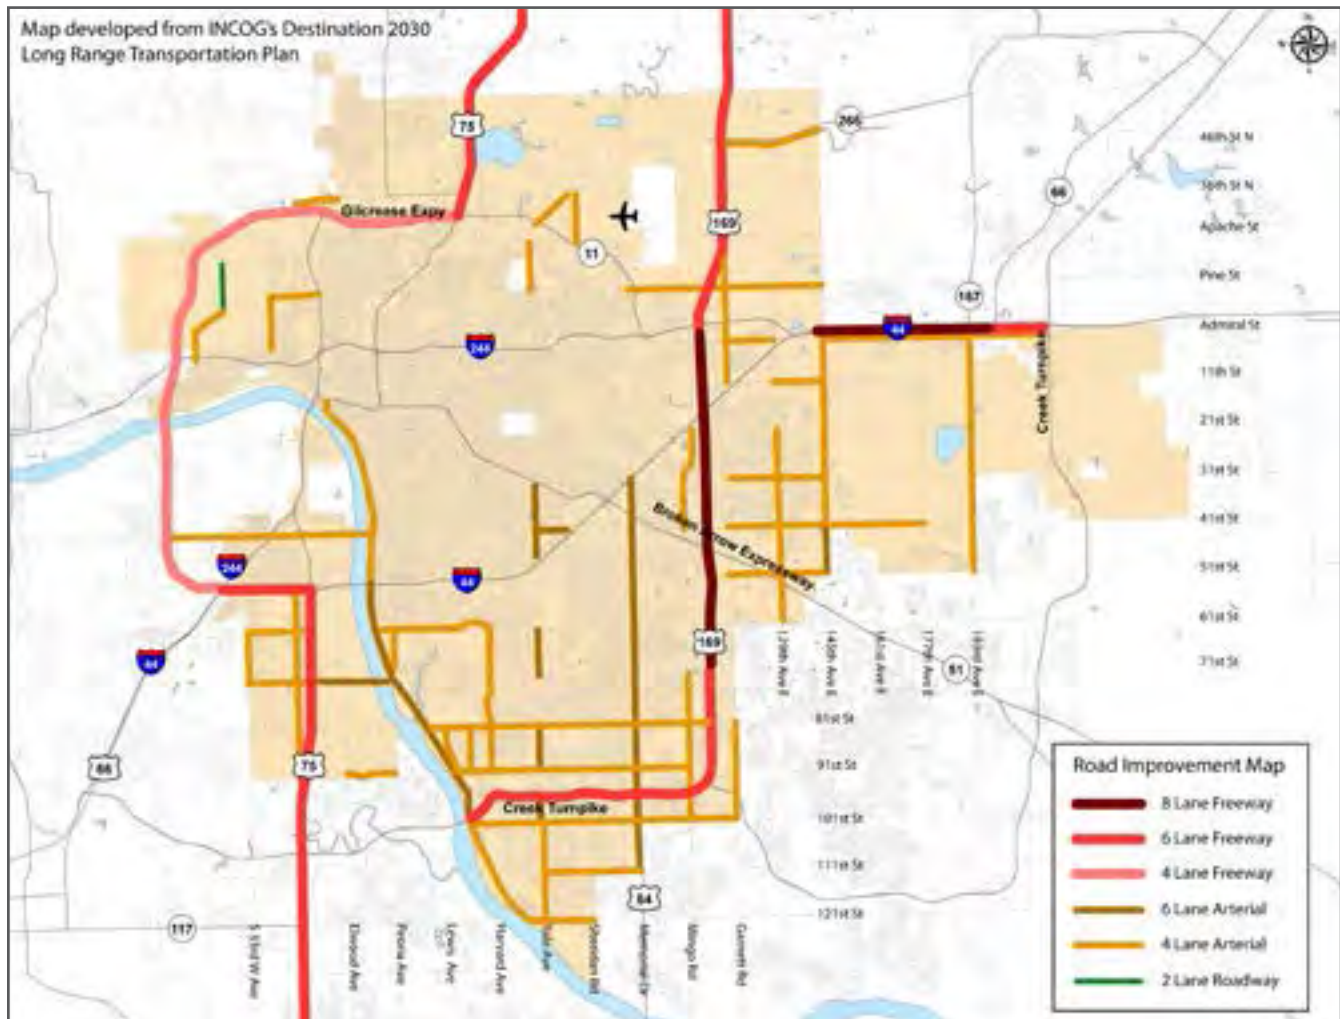 Map developed from INCOG's Destination 2030
Long Range Transportation Plan
75
266
46th St N
66
36th St N
Gilcrease Expy
169
Apache St
11
Pine St
167
Admiral St
44
244
Creek Turnpike
11th St
21st St
31st St
Broken Arrow Expressway
41st St
244
44
51st St
61st St
169
44
129th Ave E
145th Ave E
161st Ave E
177th Ave E
193rd Ave E
51
71st St
81st St
66
75
91st St
Creek Turnpike
101st St
111th St
64
121st St
117
S 33rd W Ave
Elwood Ave
Peoria Ave
Lewis Ave
Harvard Ave
Yale Ave
Sheridan Rd
Memorial Dr
Mingo Rd
Garnett Rd
Road Improvement Map
8 Lane Freeway
6 Lane Freeway
4 Lane Freeway
6 Lane Arterial
4 Lane Arterial
2 Lane Roadway